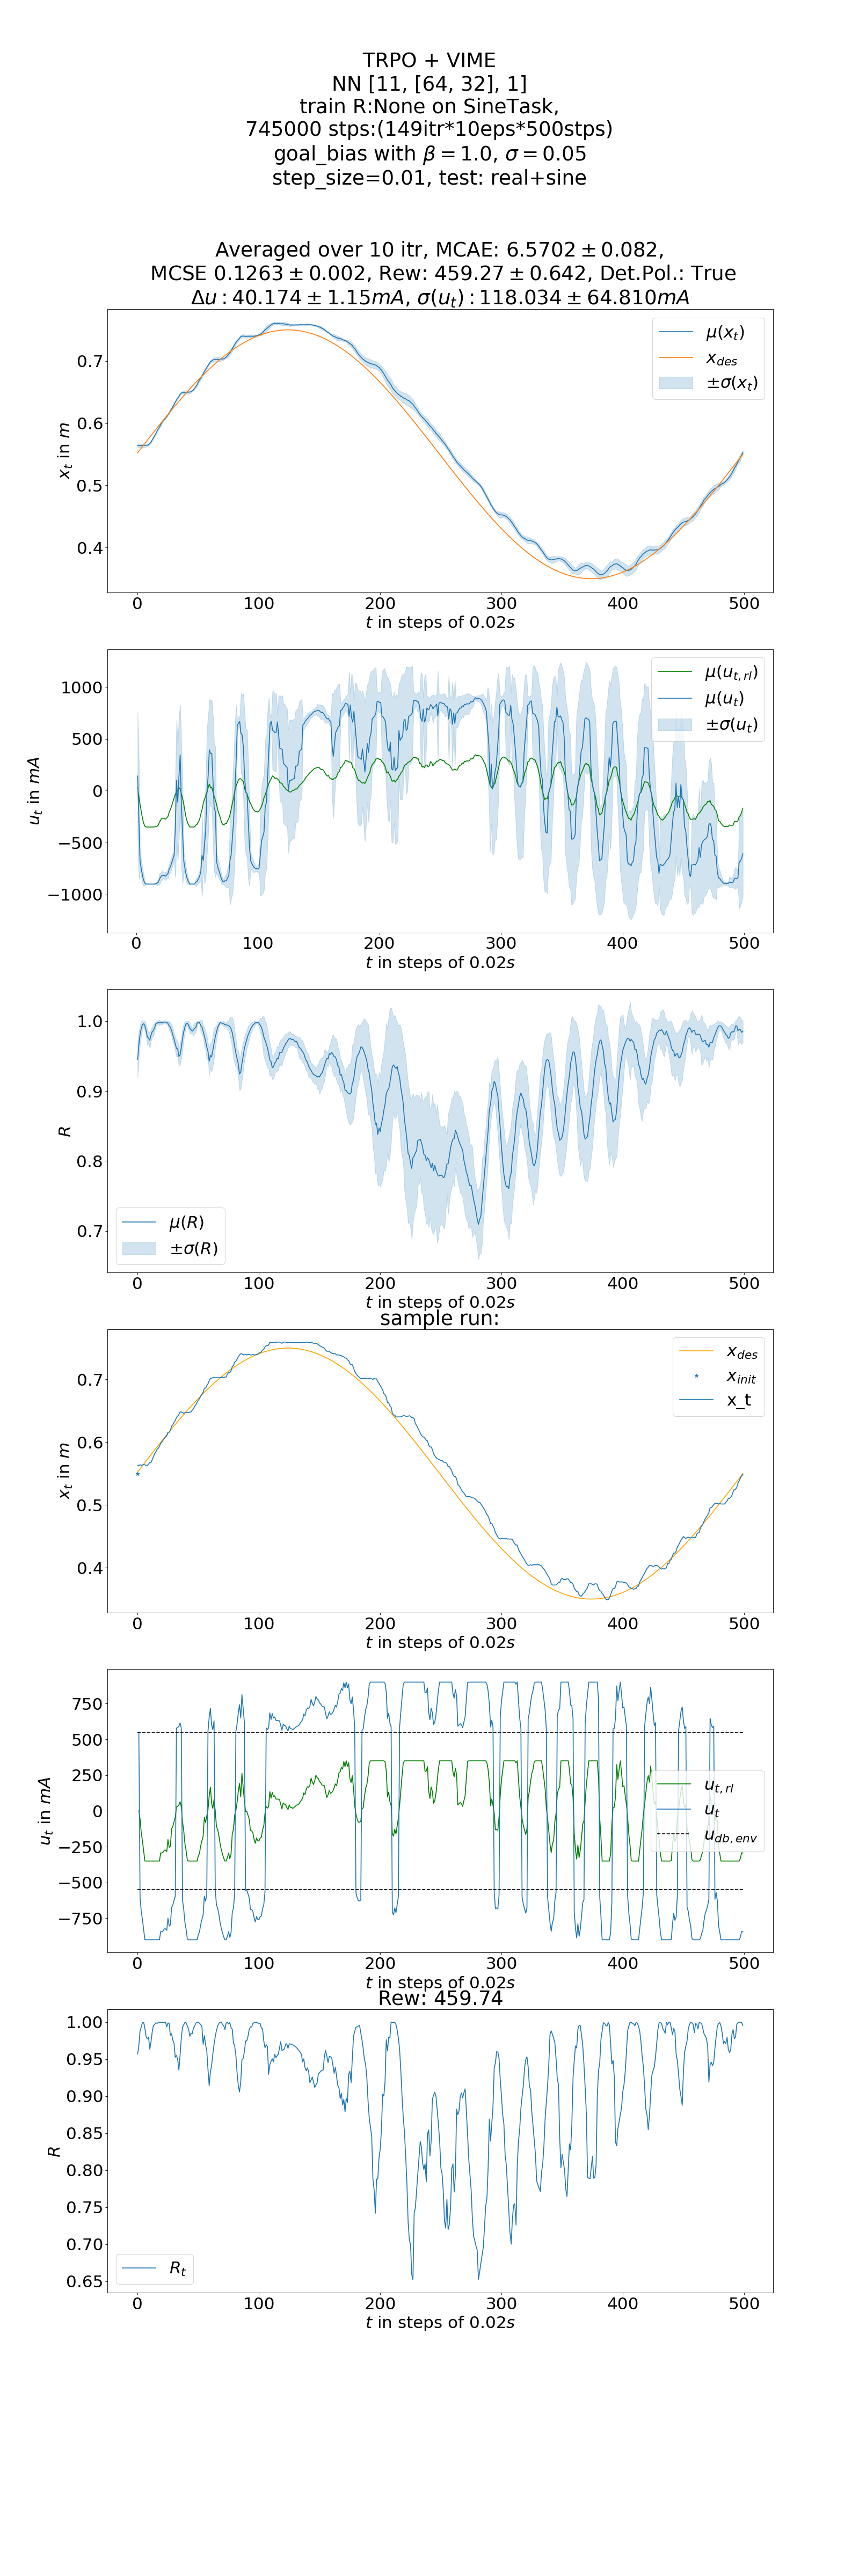 TRPO + VIME
NN [11, [64, 32], 1]
train R:None on SineTask,
745000 stps:(149itr*10eps*500stps)
goal_bias with β = 1.0, σ = 0.05
step_size=0.01, test: real+sine
Averaged over 10 itr, MCAE: 6.5702 ± 0.082,
MCSE 0.1263 ± 0.002, Rew: 459.27 ± 0.642, Det.Pol.: True
Δu : 40.174 ± 1.15mA, σ(u_t) : 118.034 ± 64.810mA
μ(x_t)
x_des
±σ(x_t)
0.7
0.6
0.5
0.4
x_t in m
0 100 200 300 400 500
t in steps of 0.02s
μ(u_{t,rl})
μ(u_t)
±σ(u_t)
1000
500
0
−500
−1000
u_t in mA
0 100 200 300 400 500
t in steps of 0.02s
1.0
0.9
0.8
0.7
R
μ(R)
±σ(R)
0 100 200 300 400 500
t in steps of 0.02s
sample run:
x_des
x_init
x_t
0.7
0.6
0.5
0.4
x_t in m
0 100 200 300 400 500
t in steps of 0.02s
750
500
250
0
−250
−500
−750
u_t in mA
u_{t,rl}
u_t
u_{db,env}
0 100 200 300 400 500
t in steps of 0.02s
Rew: 459.74
1.00
0.95
0.90
0.85
0.80
0.75
0.70
0.65
R
R_t
0 100 200 300 400 500
t in steps of 0.02s